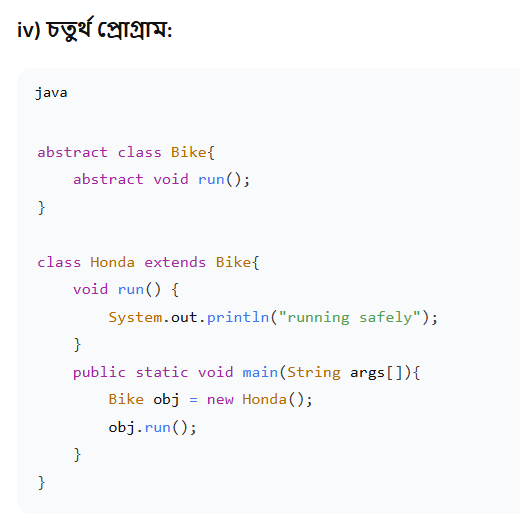 iv) চতুর্থ প্রোগ্রাম:
java
abstract class Bike{
    abstract void run();
}
class Honda extends Bike{
    void run() {
        System.out.println("running safely");
    }
    public static void main(String args[]){
        Bike obj = new Honda();
        obj.run();
    }
}